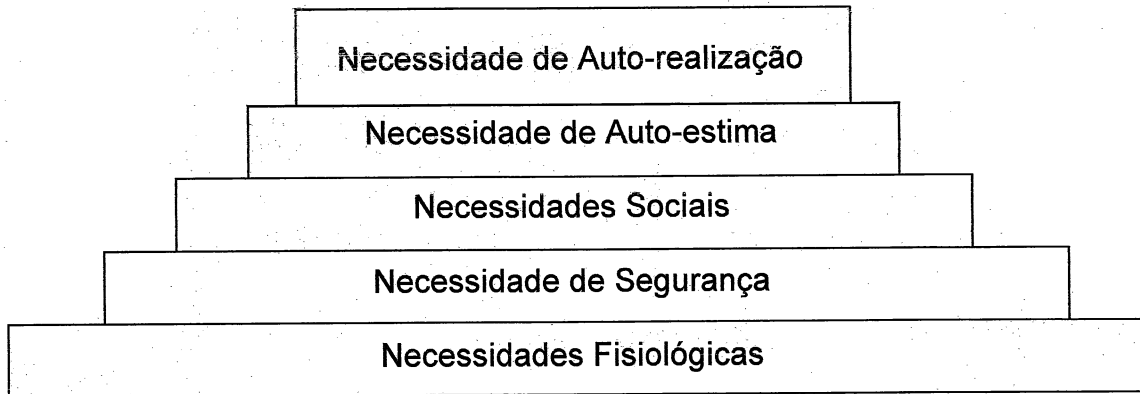 Necessidade de Auto-realização
Necessidade de Auto-estima
Necessidades Sociais
Necessidade de Segurança
Necessidades Fisiológicas